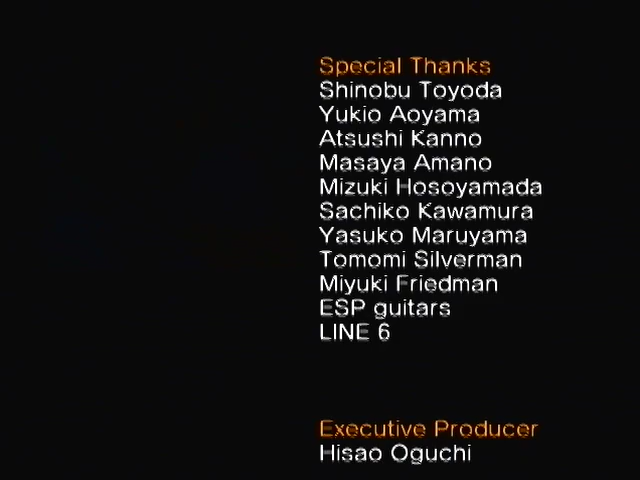 Special Thanks
Shinobu Toyoda
Yukio Aoyama
Atsushi Kanno
Masaya Amano
Mizuki Hosoyamada
Sachiko Kawamura
Yasuko Maruyama
Tomomi Silverman
Miyuki Friedman
ESP guitars
LINE 6
Executive Producer
Hisao Oguchi